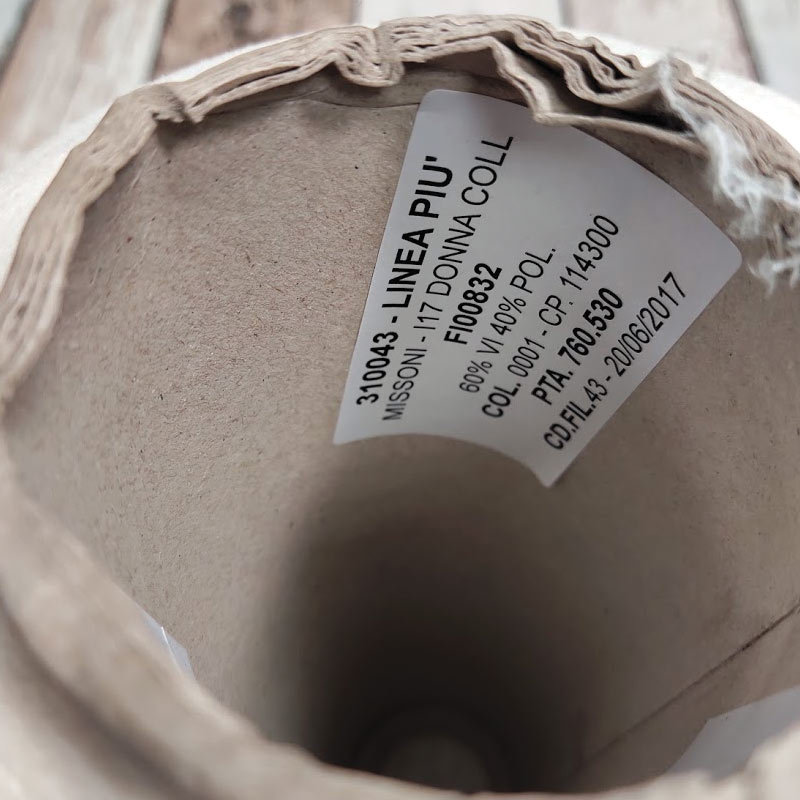 310043 - LINEA PIU'
MISSONI - I17 DONNA COLL
FI00832
60% VI 40% POL.
COL. 0001 - CP. 114300
PTA. 760.530
CD.FIL.43 - 20/06/2017